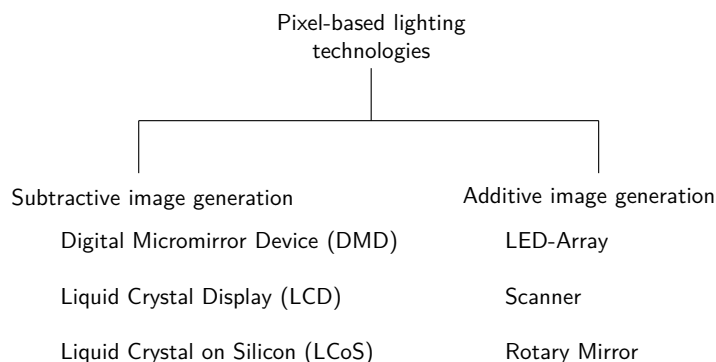 Pixel-based lighting
technologies
Subtractive image generation
Additive image generation
Digital Micromirror Device (DMD)
LED-Array
Liquid Crystal Display (LCD)
Scanner
Liquid Crystal on Silicon (LCoS)
Rotary Mirror